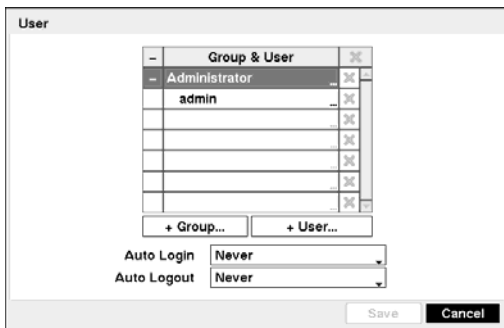 User
– Group & User
– Administrator ...
admin ...
...
...
...
...
...
+ Group... + User...
Auto Login Never
Auto Logout Never
Save Cancel